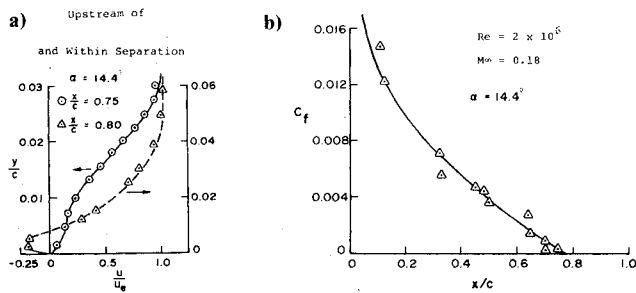 a)
Upstream of
and Within Separation
α = 14.4°
x/c = 0.75
x/c = 0.80
0.03
0.02
y/c
0.01
0.06
0.04
0.02
0
-0.25
0
0.5
1.0
u/ue
b)
Re = 2 x 10
M∞ = 0.18
α = 14.4°
0.016
0.012
Cf
0.008
0.004
0.00
0
0.2
0.4
0.6
0.8
1.0
x/c